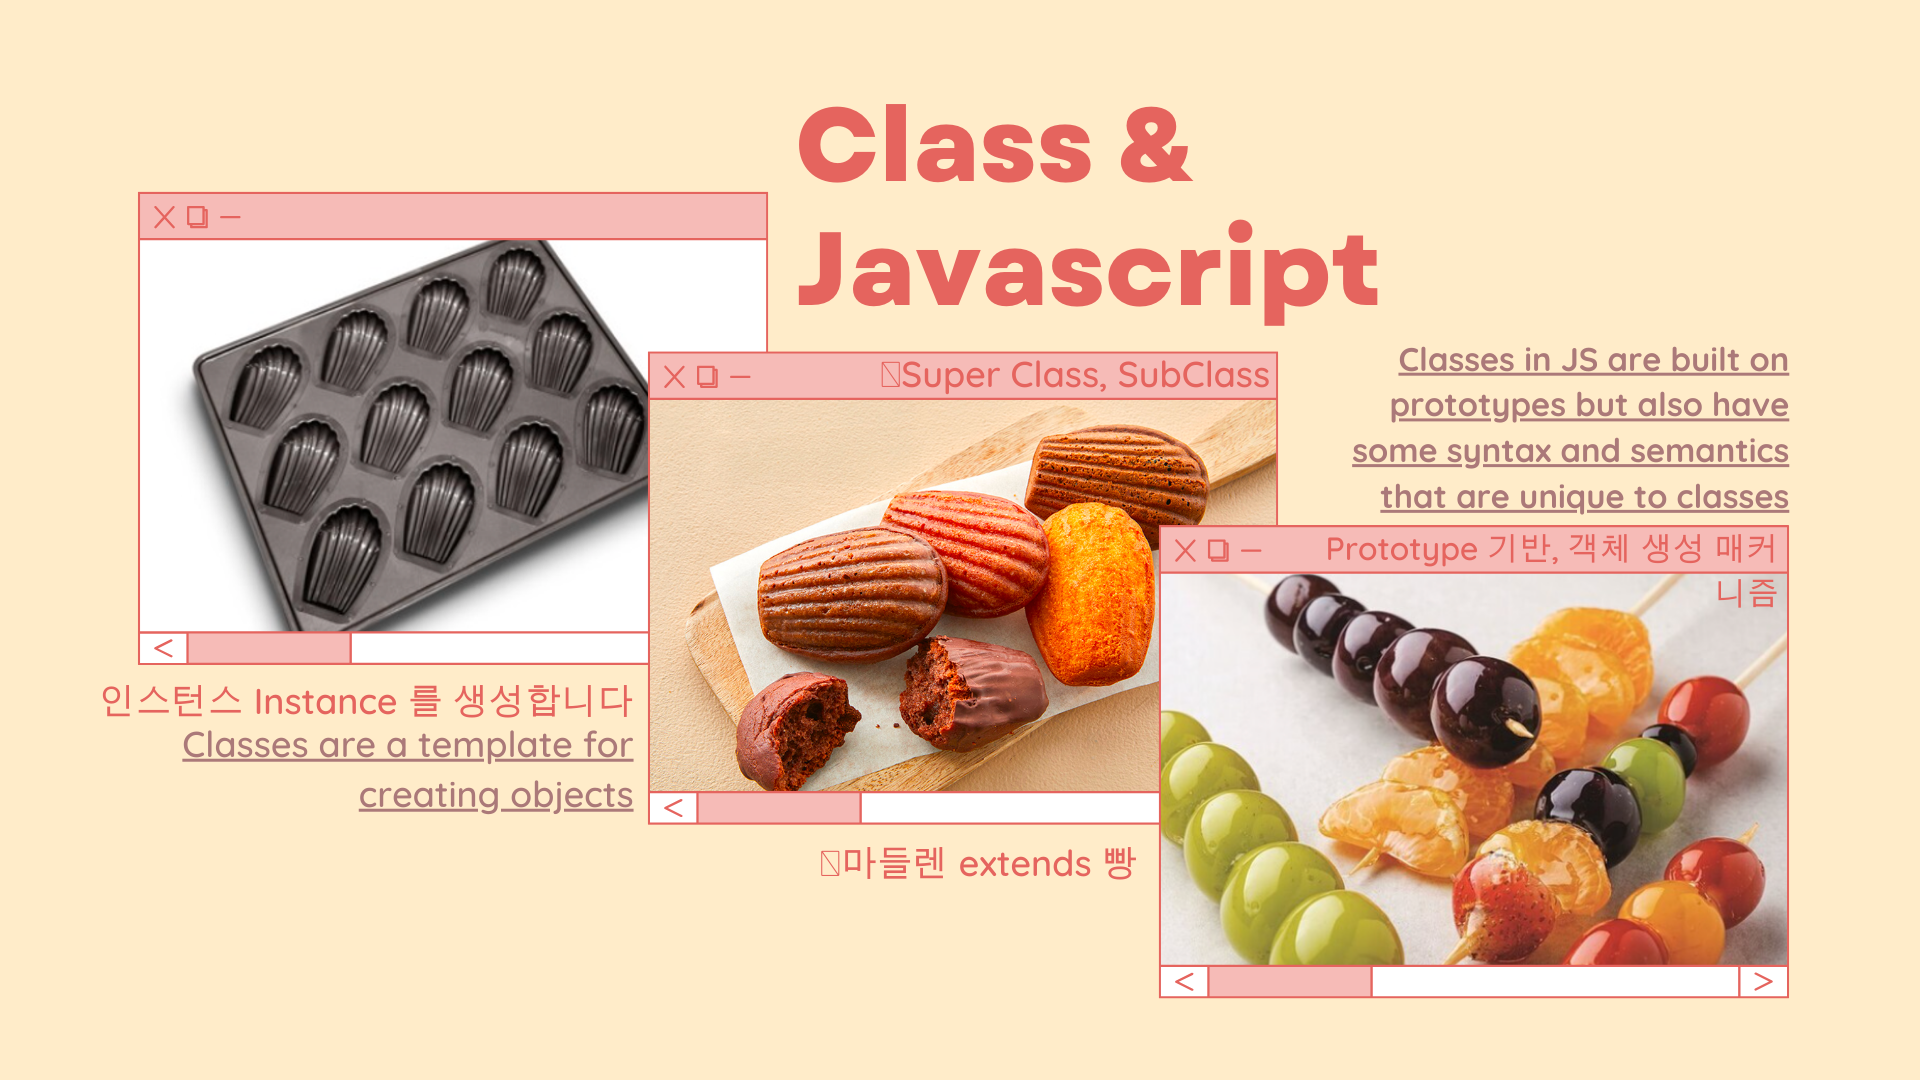 Class &
Javascript
Super Class, SubClass
Classes in JS are built on
prototypes but also have
some syntax and semantics
that are unique to classes
Prototype 기반, 객체 생성 매커
니즘
인스턴스 Instance 를 생성합니다
Classes are a template for
creating objects
마들렌 extends 빵